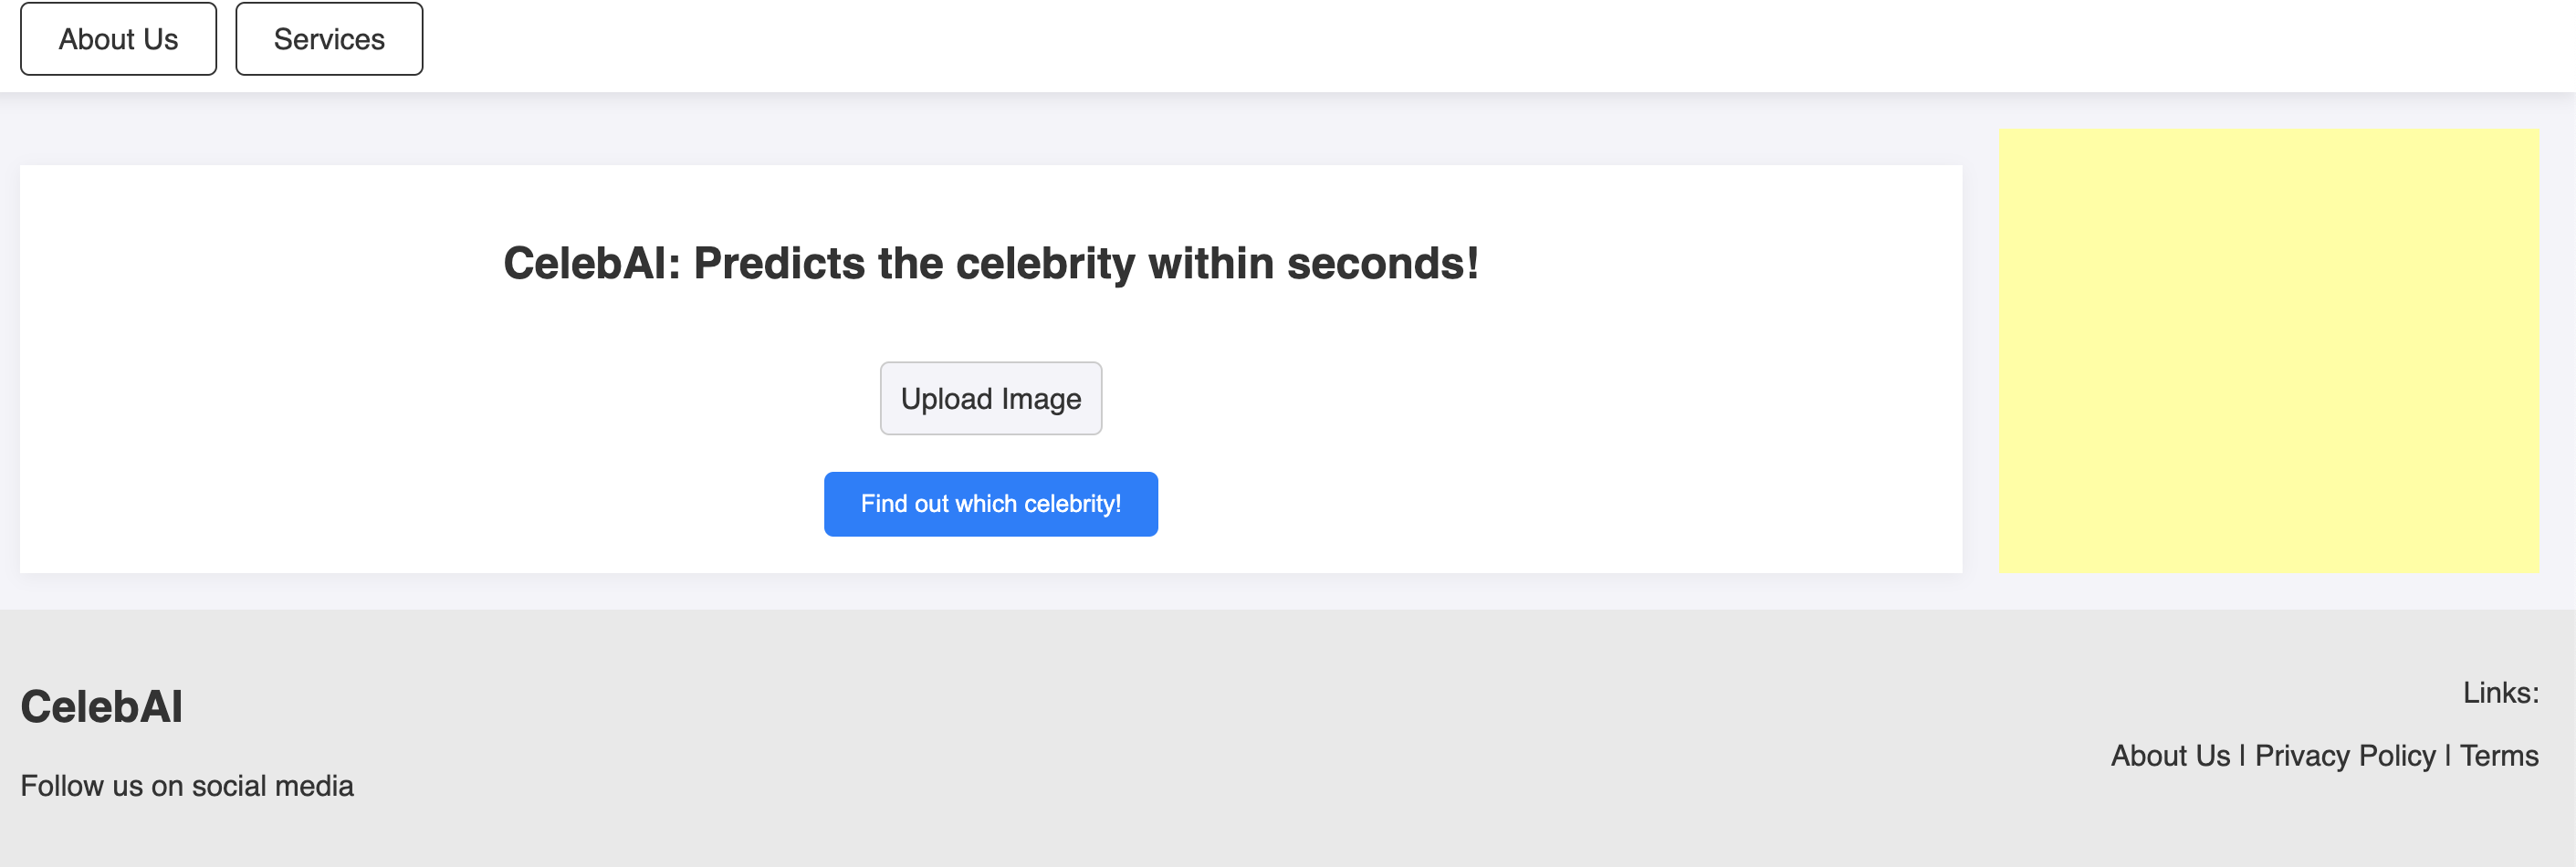 About Us
Services
CelebAI: Predicts the celebrity within seconds!
Upload Image
Find out which celebrity!
CelebAI
Follow us on social media
Links:
About Us | Privacy Policy | Terms